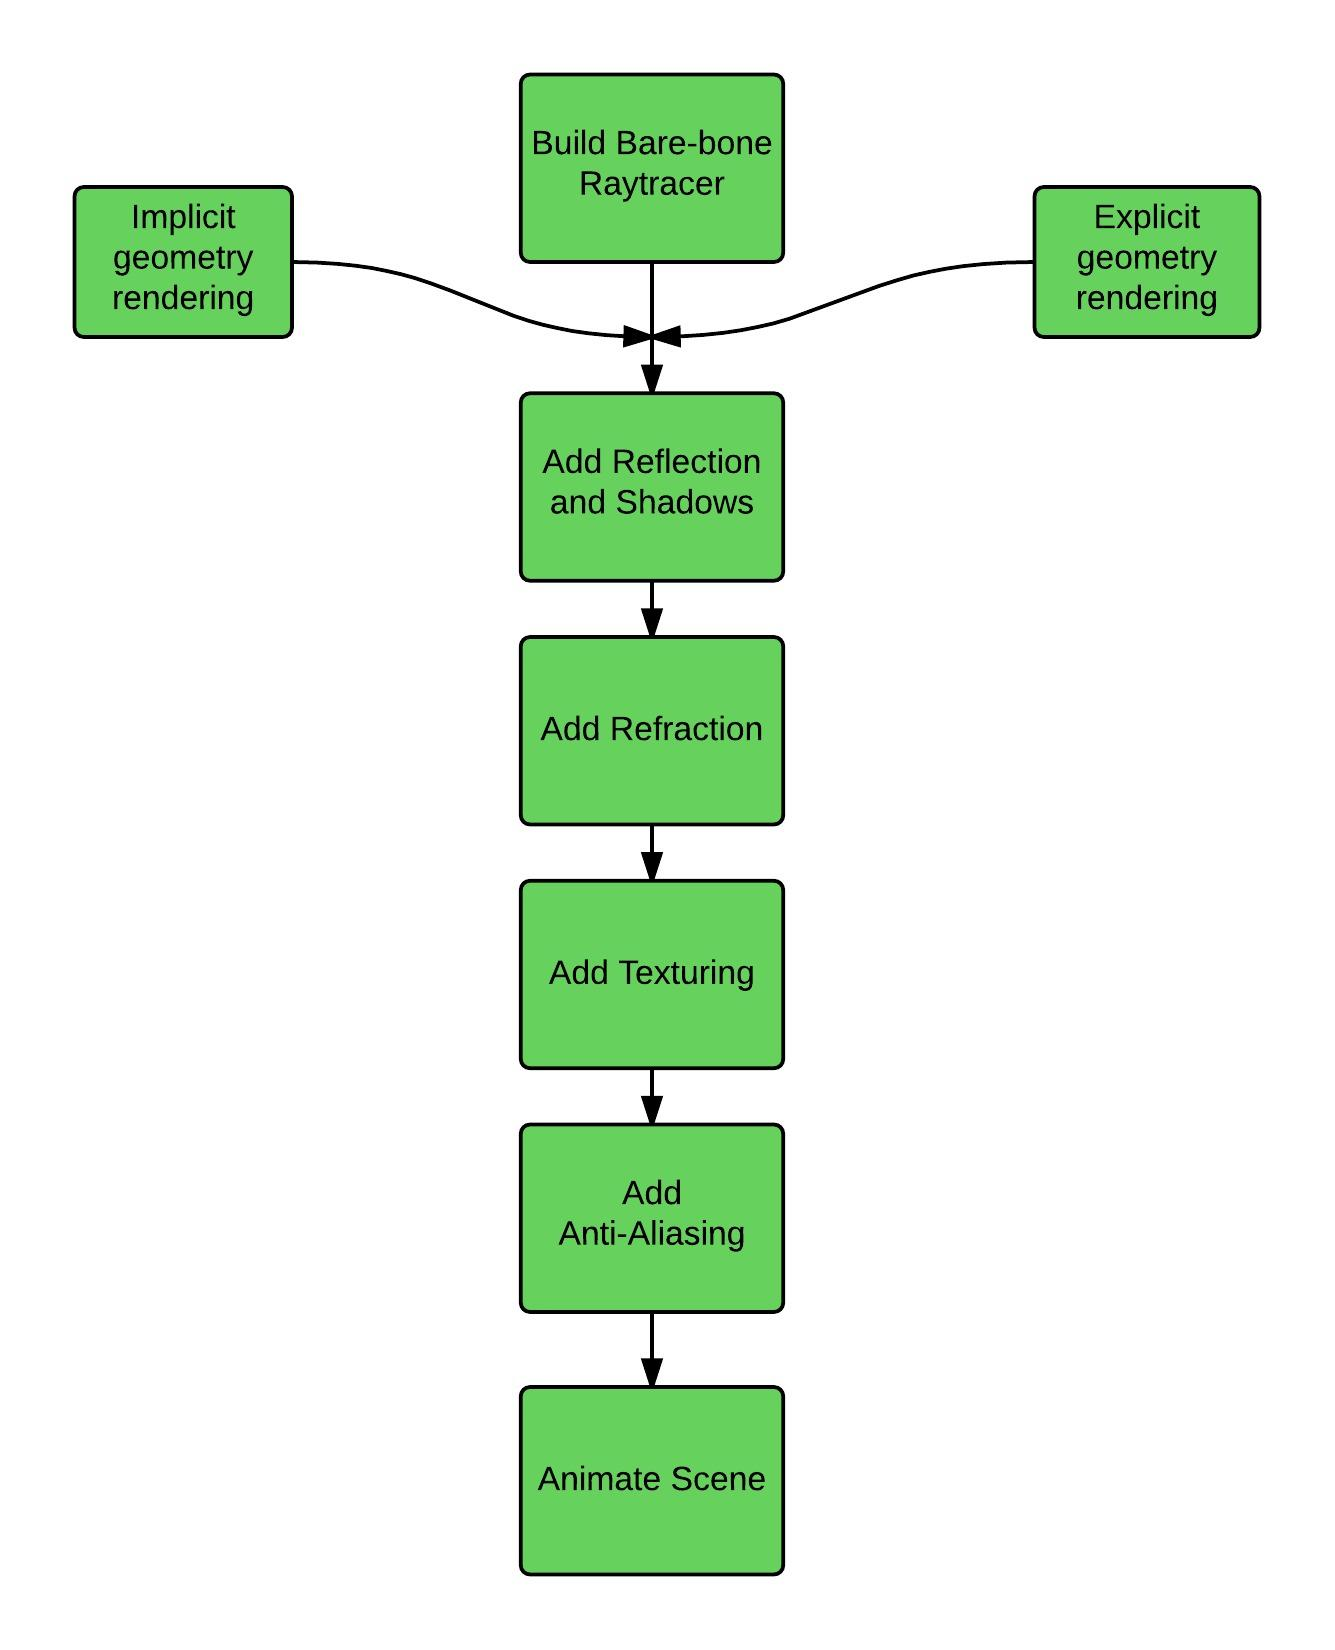 Build Bare-bone
Raytracer
Implicit
geometry
rendering
Explicit
geometry
rendering
Add Reflection
and Shadows
Add Refraction
Add Texturing
Add
Anti-Aliasing
Animate Scene